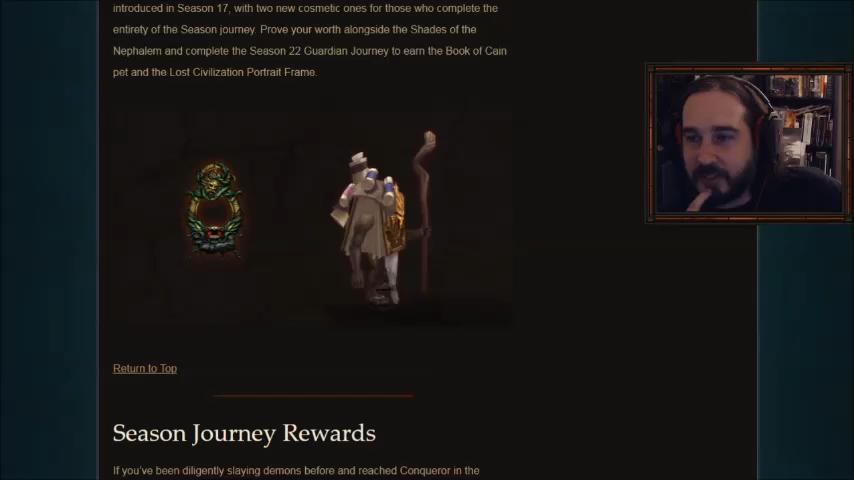 introduced in Season 17, with two new cosmetic ones for those who complete the
entirety of the Season journey. Prove your worth alongside the Shades of the
Nephalem and complete the Season 22 Guardian Journey to earn the Book of Cain
pet and the Lost Civilization Portrait Frame.
Return to Top
Season Journey Rewards
If you've been diligently slaying demons before and reached Conqueror in the